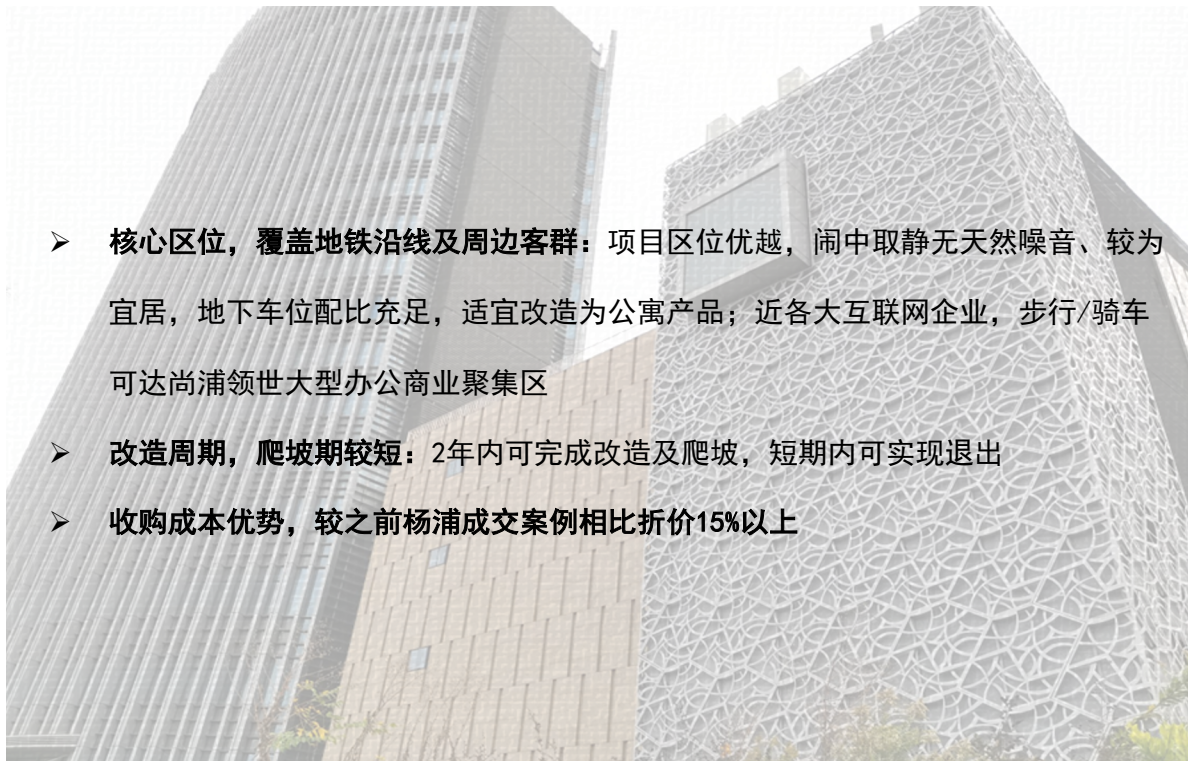 ➢ 核心区位，覆盖地铁沿线及周边客群：项目区位优越，闹中取静无天然噪音、较为
宜居，地下车位配比充足，适宜改造为公寓产品；近各大互联网企业，步行/骑车
可达尚浦领世大型办公商业聚集区
➢ 改造周期，爬坡期较短：2年内可完成改造及爬坡，短期内可实现退出
➢ 收购成本优势，较之前杨浦成交案例相比折价15%以上